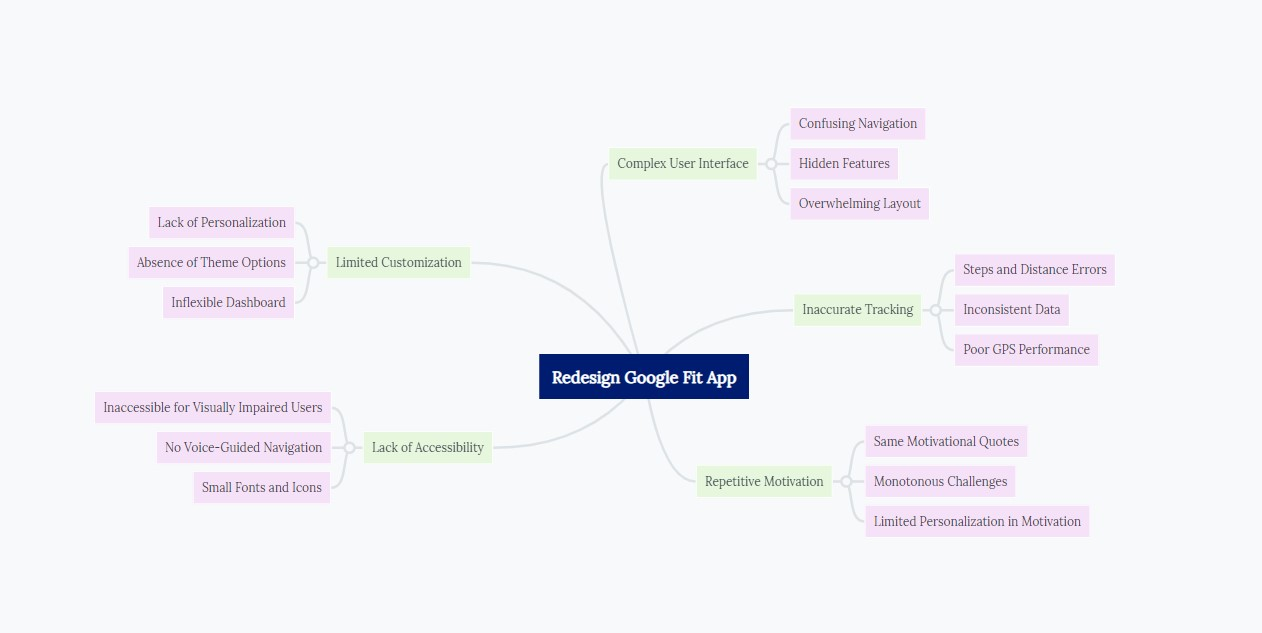 Redesign Google Fit App
Complex User Interface
Confusing Navigation
Hidden Features
Overwhelming Layout
Inaccurate Tracking
Steps and Distance Errors
Inconsistent Data
Poor GPS Performance
Repetitive Motivation
Same Motivational Quotes
Monotonous Challenges
Limited Personalization in Motivation
Limited Customization
Lack of Personalization
Absence of Theme Options
Inflexible Dashboard
Lack of Accessibility
Inaccessible for Visually Impaired Users
No Voice-Guided Navigation
Small Fonts and Icons